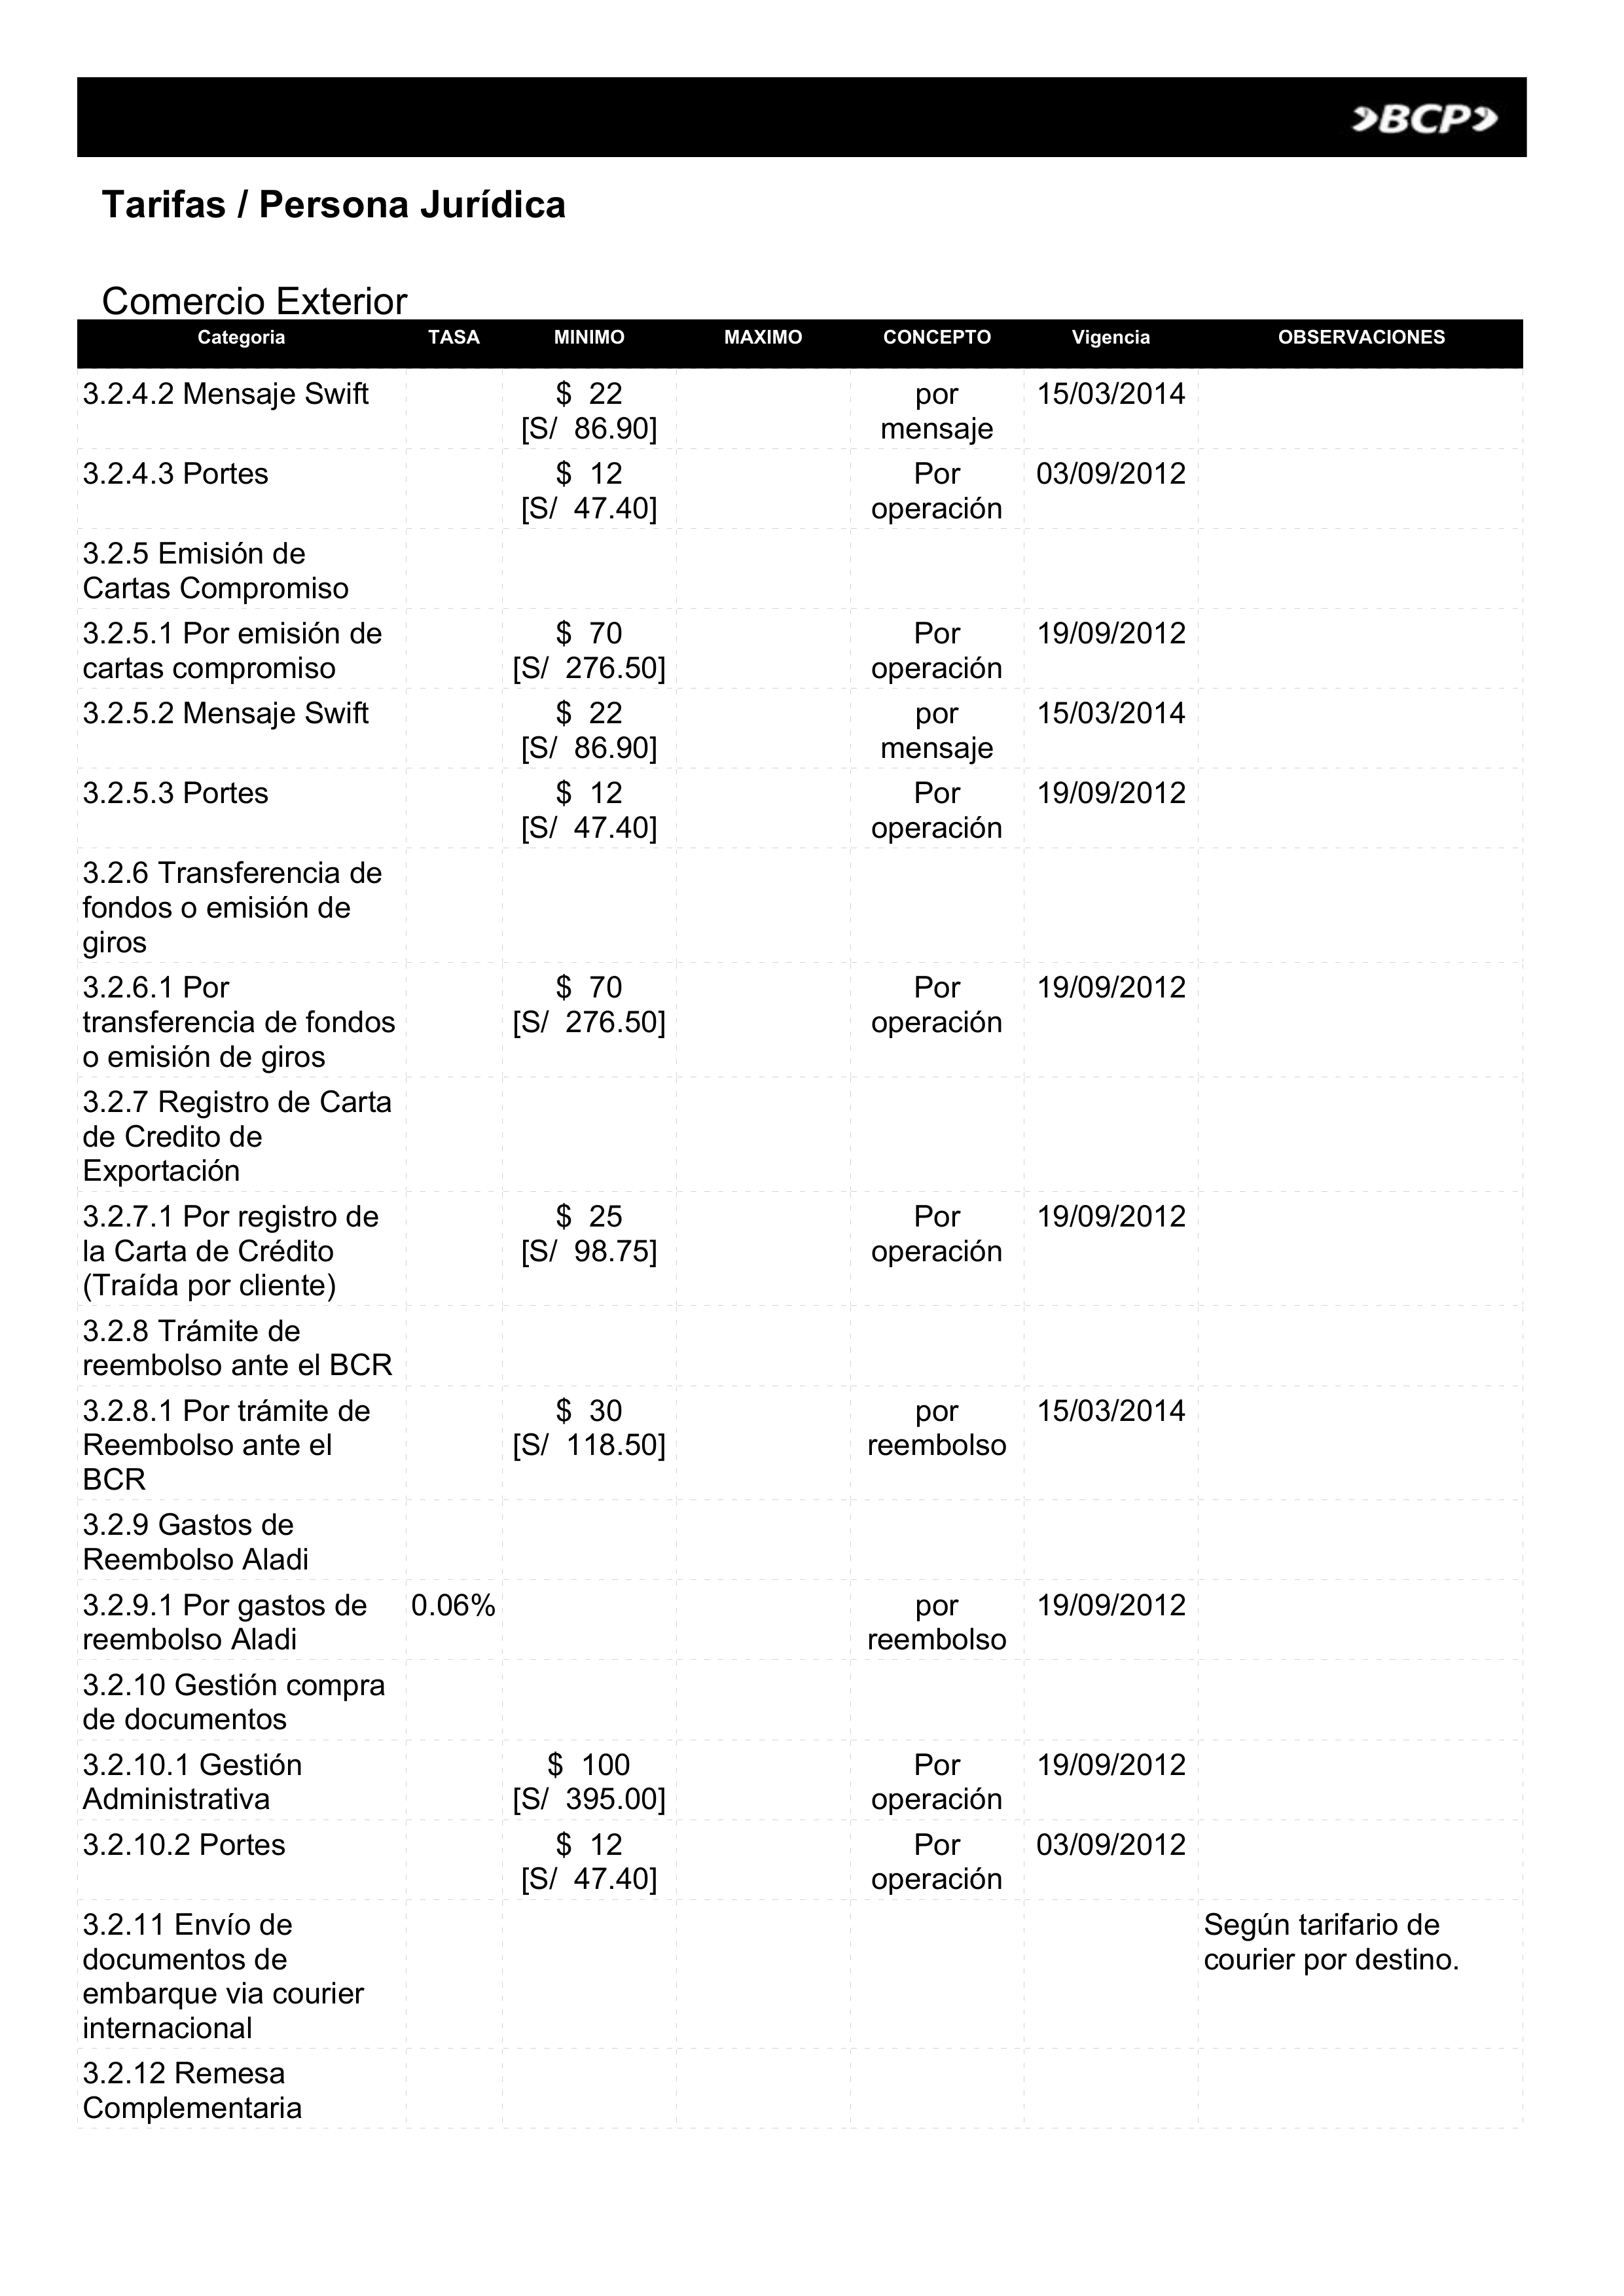 BCP
Tarifas / Persona Jurídica
Comercio Exterior
Categoria TASA MINIMO MAXIMO CONCEPTO Vigencia OBSERVACIONES
3.2.4.2 Mensaje Swift $ 22 por 15/03/2014
[S/ 86.90] mensaje
3.2.4.3 Portes $ 12 Por 03/09/2012
[S/ 47.40] operación
3.2.5 Emisión de
Cartas Compromiso
3.2.5.1 Por emisión de $ 70 Por 19/09/2012
cartas compromiso [S/ 276.50] operación
3.2.5.2 Mensaje Swift $ 22 por 15/03/2014
[S/ 86.90] mensaje
3.2.5.3 Portes $ 12 Por 19/09/2012
[S/ 47.40] operación
3.2.6 Transferencia de
fondos o emisión de
giros
3.2.6.1 Por $ 70 Por 19/09/2012
transferencia de fondos [S/ 276.50] operación
o emisión de giros
3.2.7 Registro de Carta
de Credito de
Exportación
3.2.7.1 Por registro de $ 25 Por 19/09/2012
la Carta de Crédito [S/ 98.75] operación
(Traída por cliente)
3.2.8 Trámite de
reembolso ante el BCR
3.2.8.1 Por trámite de $ 30 por 15/03/2014
Reembolso ante el [S/ 118.50] reembolso
BCR
3.2.9 Gastos de
Reembolso Aladi
3.2.9.1 Por gastos de 0.06% por 19/09/2012
reembolso Aladi reembolso
3.2.10 Gestión compra
de documentos
3.2.10.1 Gestión $ 100 Por 19/09/2012
Administrativa [S/ 395.00] operación
3.2.10.2 Portes $ 12 Por 03/09/2012
[S/ 47.40] operación
3.2.11 Envío de Según tarifario de
documentos de courier por destino.
embarque via courier
internacional
3.2.12 Remesa
Complementaria